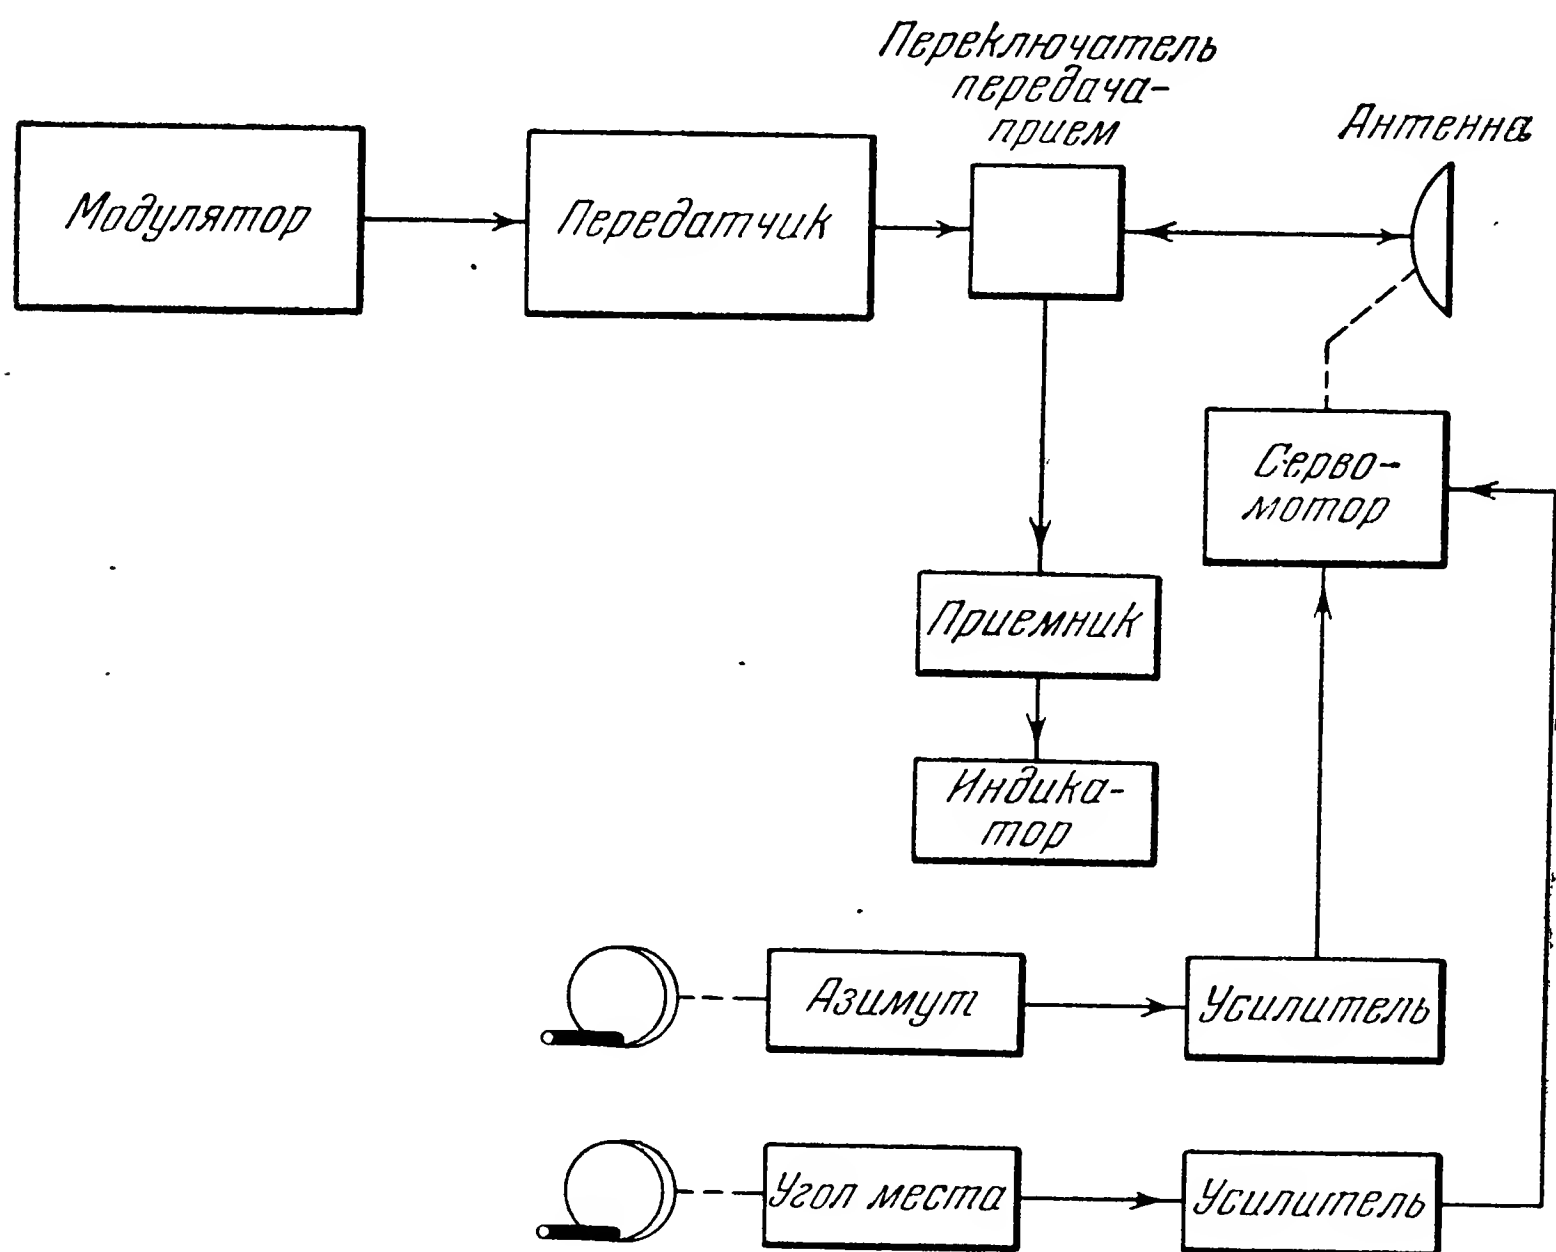 Переключатель
передача-
прием
Антенна
Модулятор
Передатчик
Серво-
мотор
Приемник
Индика-
тор
Азимут
Усилитель
Угол места
Усилитель